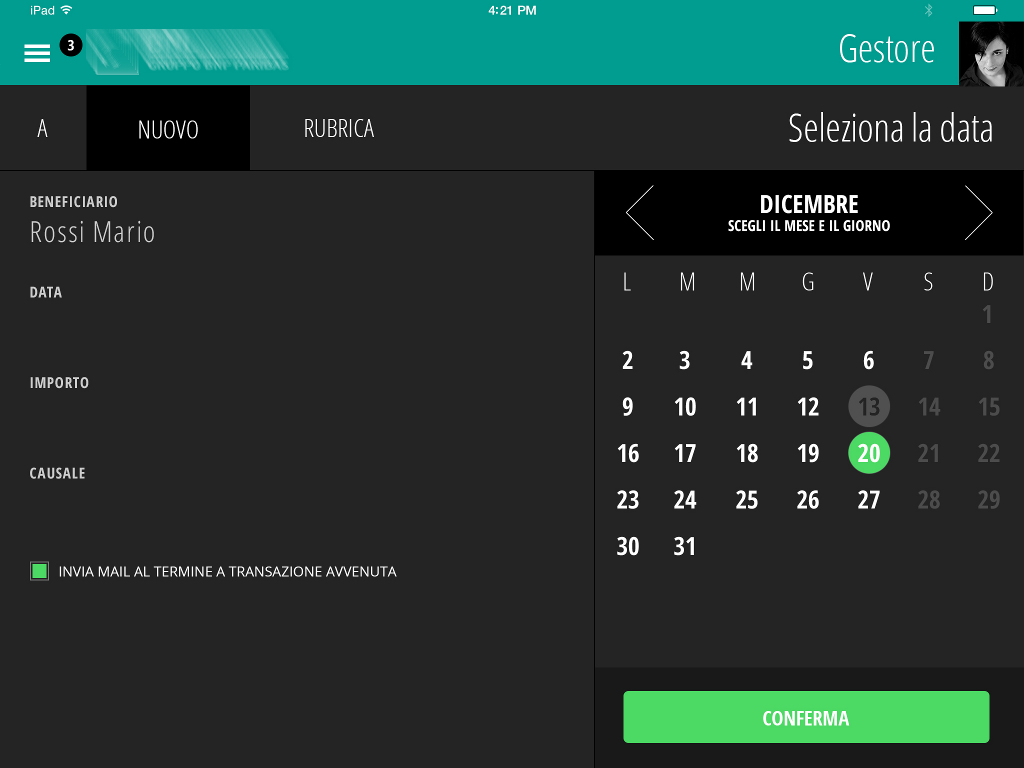 iPad 4:21 PM
3 Gestore
A NUOVO RUBRICA Seleziona la data
BENEFICIARIO
Rossi Mario
DATA
IMPORTO
CAUSALE
INVIA MAIL AL TERMINE A TRANSAZIONE AVVENUTA
DICEMBRE
SCEGLI IL MESE E IL GIORNO
L M M G V S D
1
2 3 4 5 6 7 8
9 10 11 12 13 14 15
16 17 18 19 20 21 22
23 24 25 26 27 28 29
30 31
CONFERMA